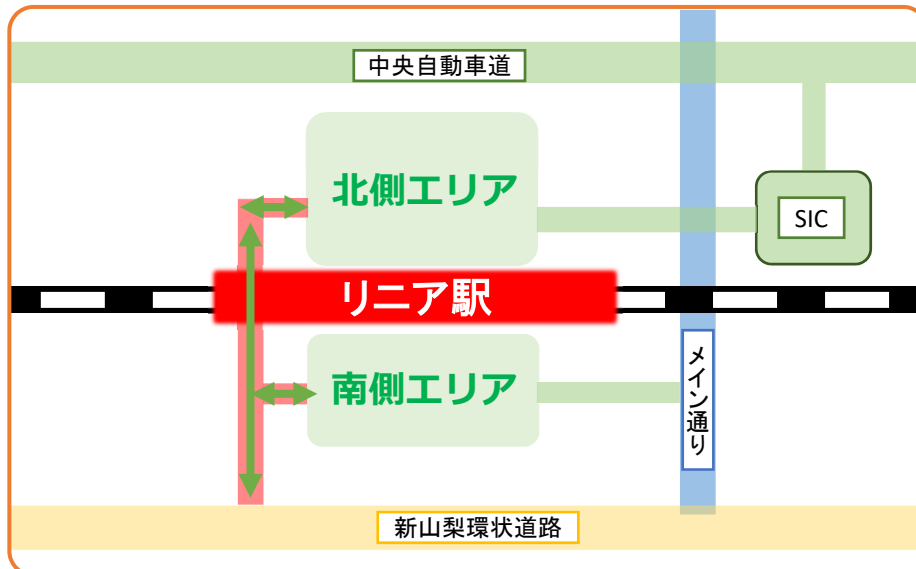 中央自動車道
北側エリア
SIC
リニア駅
南側エリア
メイン通り
新山梨環状道路